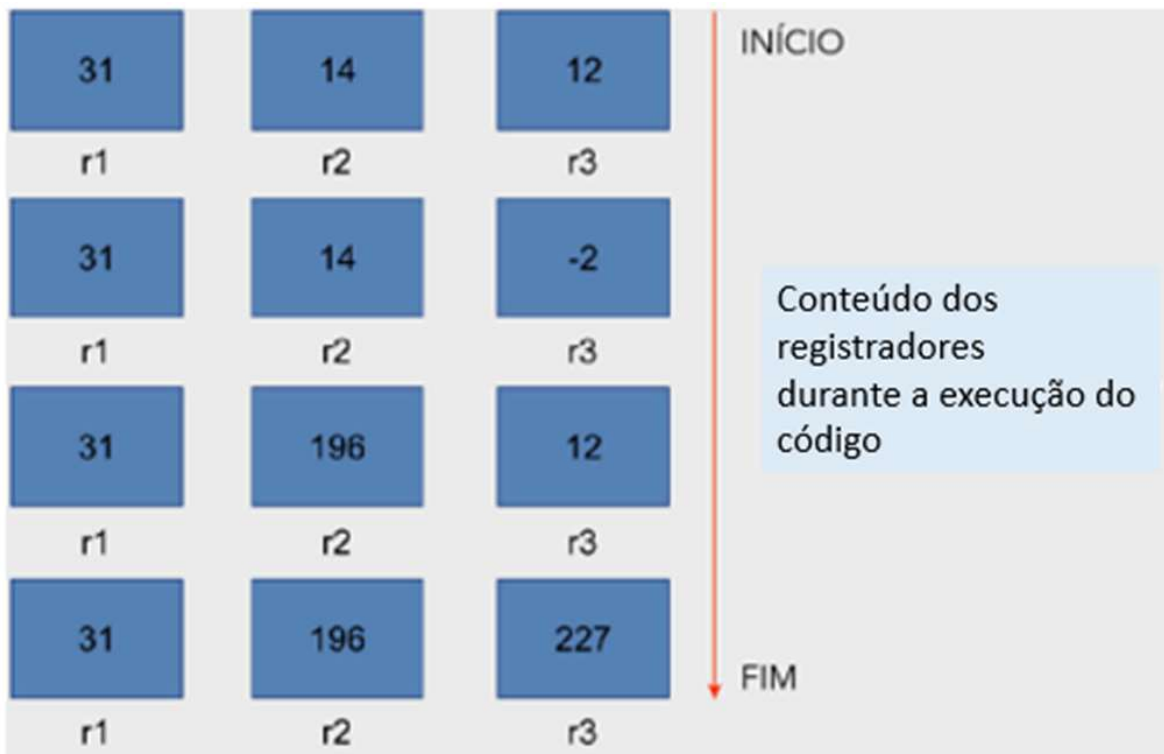 31 14 12 INÍCIO
r1 r2 r3
31 14 -2
r1 r2 r3
Conteúdo dos
registradores
durante a execução do
código
31 196 12
r1 r2 r3
31 196 227
FIM
r1 r2 r3